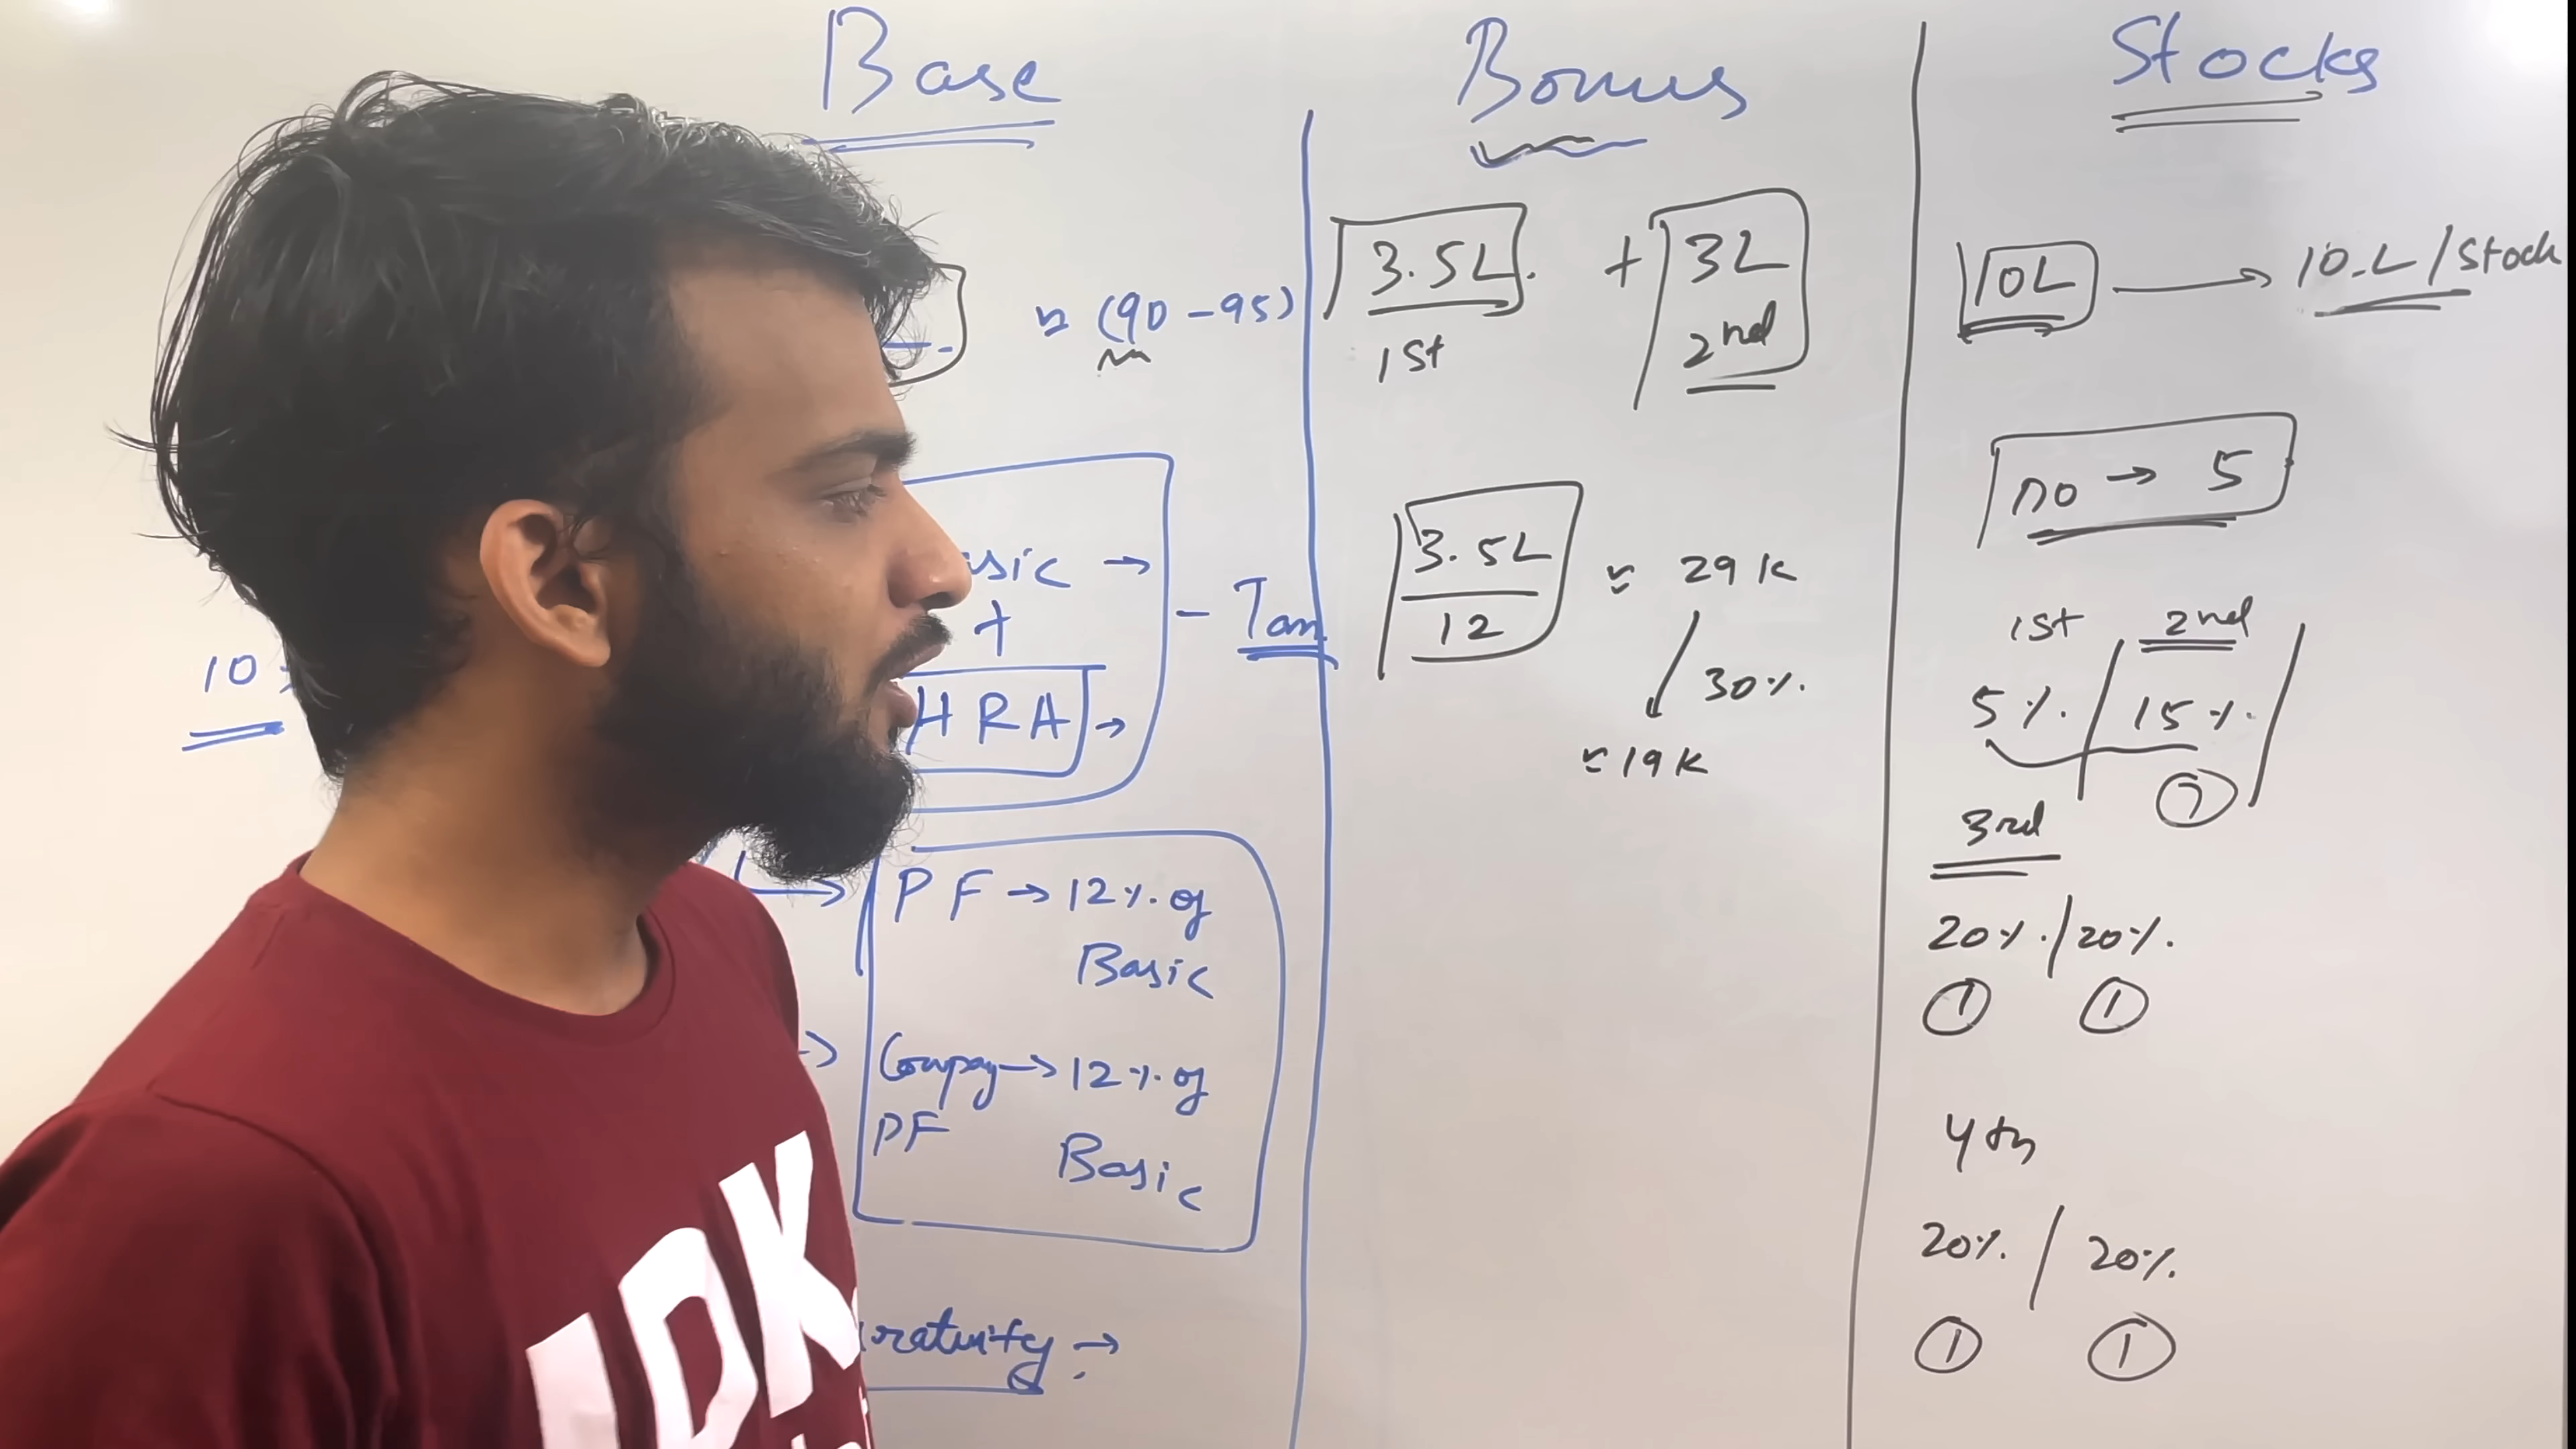 Base
≈ (90 - 95)
asic →
+
HRA →
- Tax
10
PF → 12% of
Basic
Company → 12% of
PF
Basic
ratuity →
Bonus
3.5L + 3L
1st 2nd
3.5L
12
≈ 29K
30%
≈ 19K
Stocks
10L → 10 L / Stock
no → 5
1st 2nd
5% / 15% /
1
3rd
20% / 20%
1 1
4th
20% / 20%
1 1